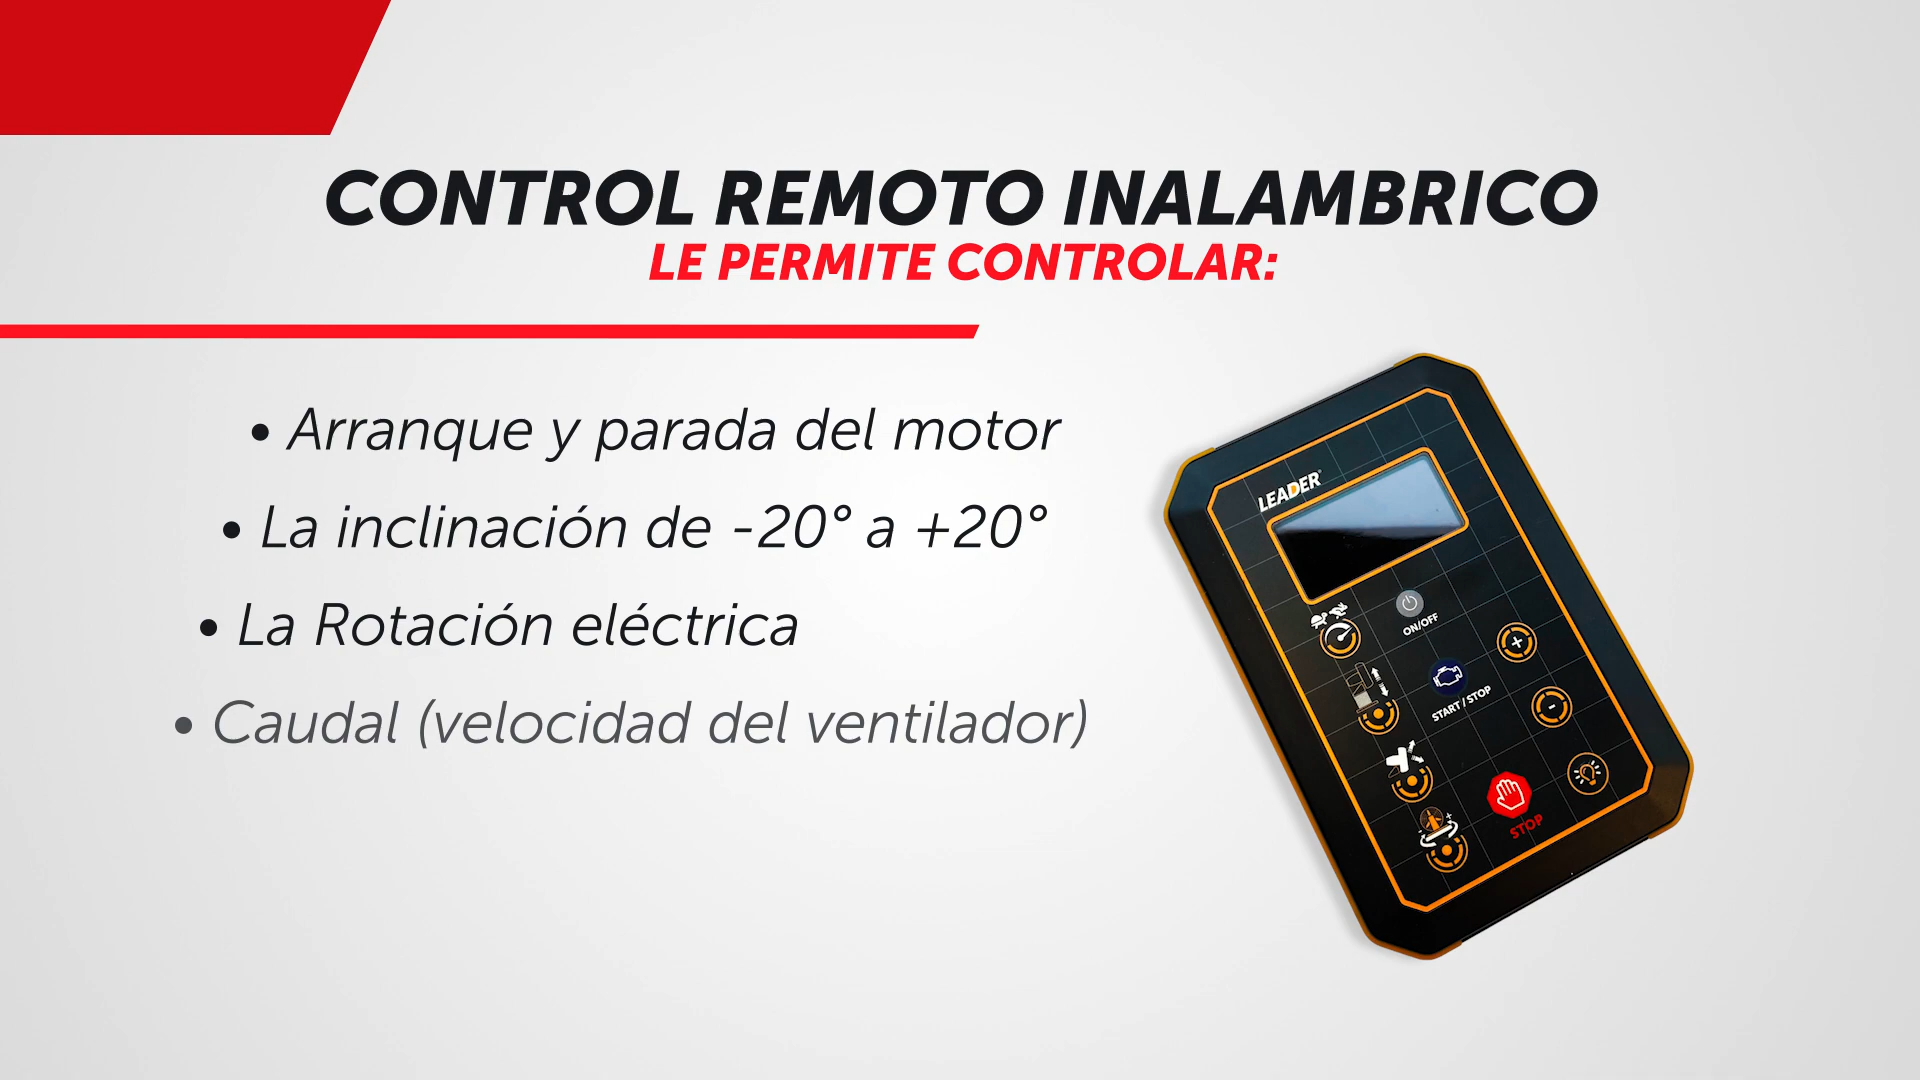 CONTROL REMOTO INALAMBRICO
LE PERMITE CONTROLAR:
• Arranque y parada del motor
• La inclinación de -20° a +20°
• La Rotación eléctrica
• Caudal (velocidad del ventilador)
LEADER
ON/OFF
START / STOP
STOP